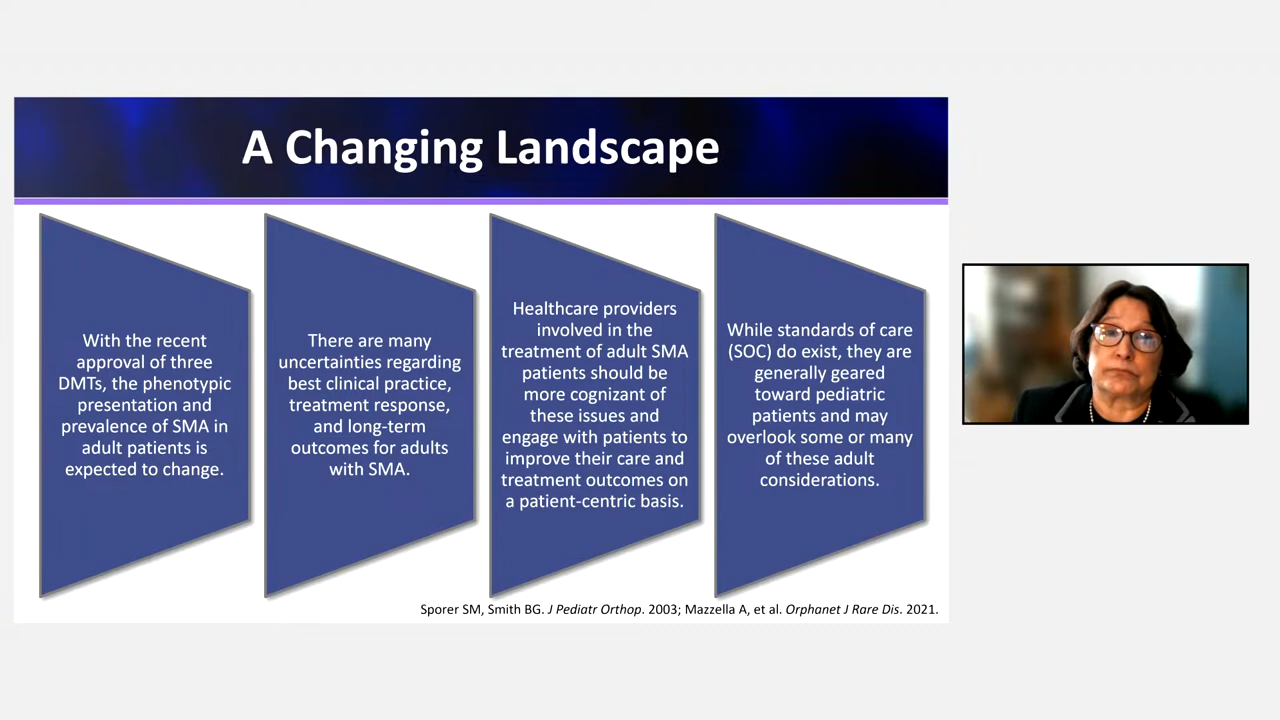 A Changing Landscape
With the recent
approval of three
DMTs, the phenotypic
presentation and
prevalence of SMA in
adult patients is
expected to change.
There are many
uncertainties regarding
best clinical practice,
treatment response,
and long-term
outcomes for adults
with SMA.
Healthcare providers
involved in the
treatment of adult SMA
patients should be
more cognizant of
these issues and
engage with patients to
improve their care and
treatment outcomes on
a patient-centric basis.
While standards of care
(SOC) do exist, they are
generally geared
toward pediatric
patients and may
overlook some or many
of these adult
considerations.
Sporer SM, Smith BG. J Pediatr Orthop. 2003; Mazzella A, et al. Orphanet J Rare Dis. 2021.